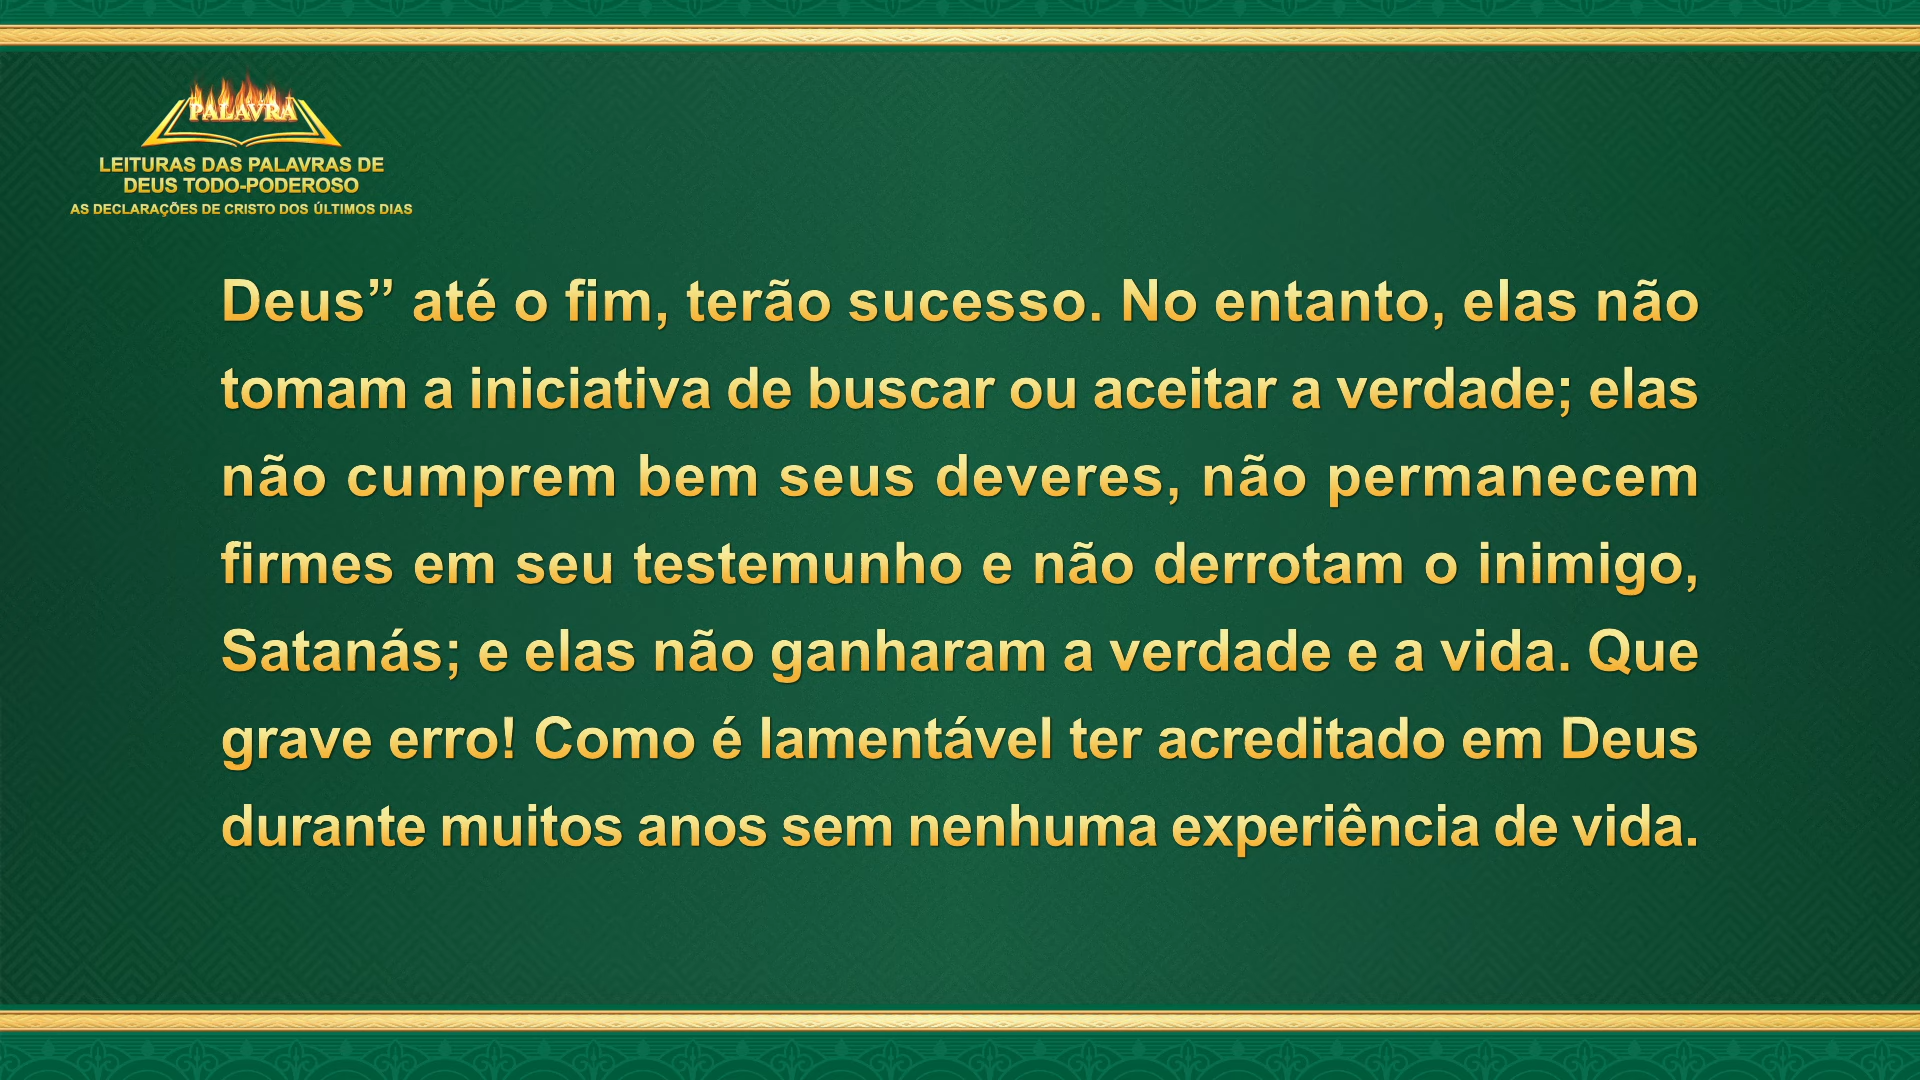 PALAVRA
LEITURAS DAS PALAVRAS DE
DEUS TODO-PODEROSO
AS DECLARAÇÕES DE CRISTO DOS ÚLTIMOS DIAS
Deus” até o fim, terão sucesso. No entanto, elas não
tomam a iniciativa de buscar ou aceitar a verdade; elas
não cumprem bem seus deveres, não permanecem
firmes em seu testemunho e não derrotam o inimigo,
Satanás; e elas não ganharam a verdade e a vida. Que
grave erro! Como é lamentável ter acreditado em Deus
durante muitos anos sem nenhuma experiência de vida.